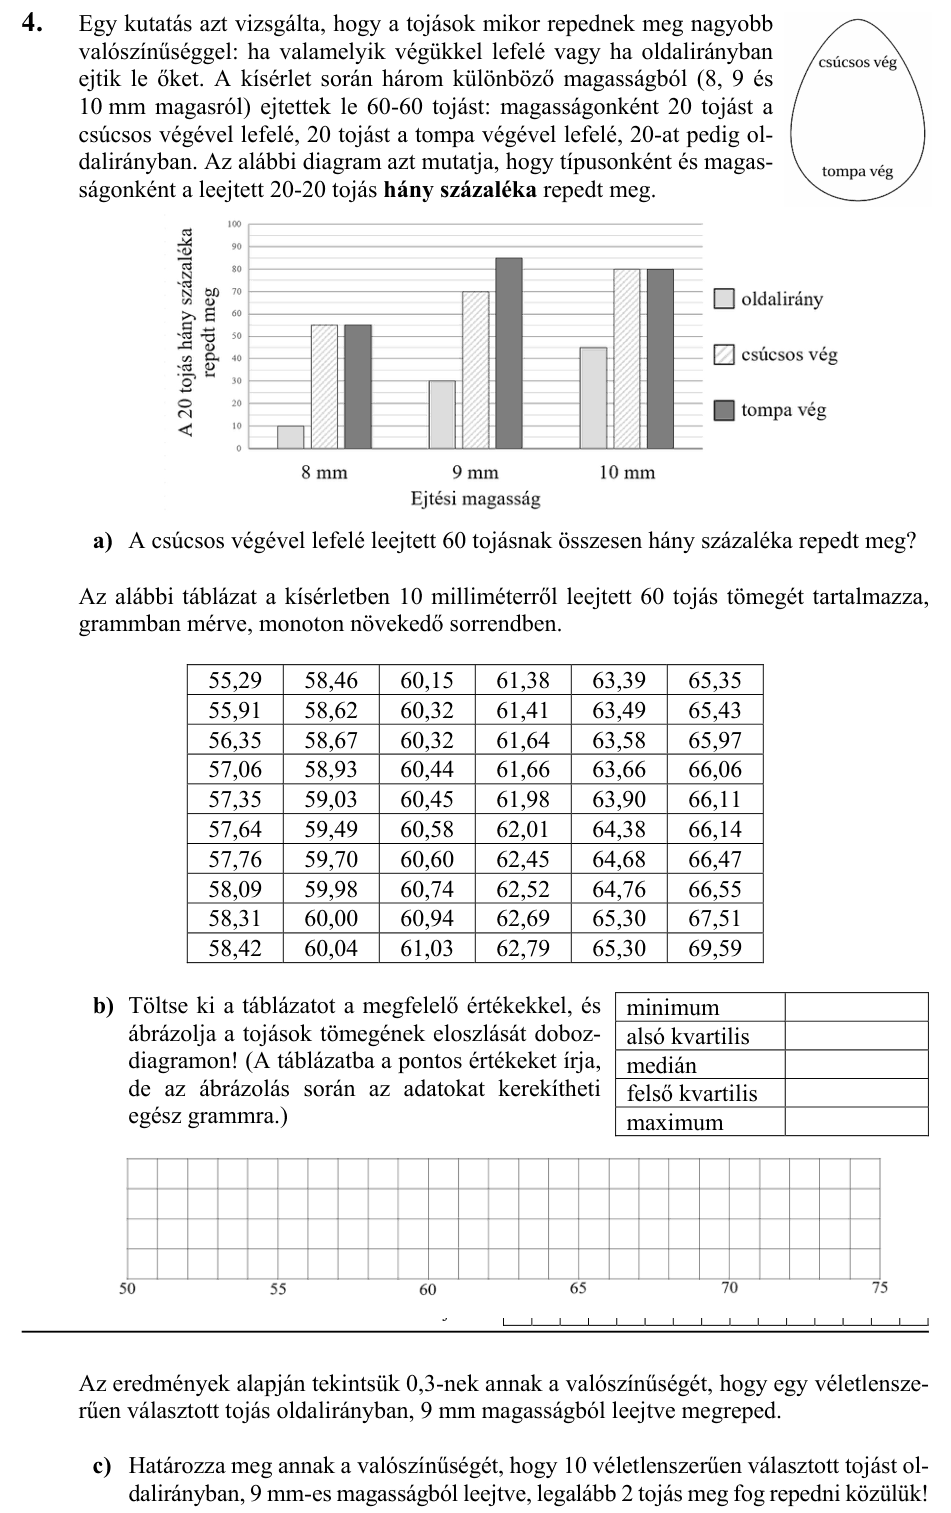 4. Egy kutatás azt vizsgálta, hogy a tojások mikor repednek meg nagyobb
valószínűséggel: ha valamelyik végükkel lefelé vagy ha oldalirányban
ejtik le őket. A kísérlet során három különböző magasságból (8, 9 és
10 mm magasról) ejtettek le 60-60 tojást: magasságonként 20 tojást a
csúcsos végével lefelé, 20 tojást a tompa végével lefelé, 20-at pedig ol-
dalirányban. Az alábbi diagram azt mutatja, hogy típusonként és magas-
ságonként a leejtett 20-20 tojás hány százaléka repedt meg.
csúcsos vég
tompa vég
A 20 tojás hány százaléka
repedt meg
100
90
80
70
60
50
40
30
20
10
0
8 mm 9 mm 10 mm
Ejtési magasság
oldalirány
csúcsos vég
tompa vég
a) A csúcsos végével lefelé leejtett 60 tojásnak összesen hány százaléka repedt meg?
Az alábbi táblázat a kísérletben 10 milliméterről leejtett 60 tojás tömegét tartalmazza,
grammban mérve, monoton növekedő sorrendben.
55,29 58,46 60,15 61,38 63,39 65,35
55,91 58,62 60,32 61,41 63,49 65,43
56,35 58,67 60,32 61,64 63,58 65,97
57,06 58,93 60,44 61,66 63,66 66,06
57,35 59,03 60,45 61,98 63,90 66,11
57,64 59,49 60,58 62,01 64,38 66,14
57,76 59,70 60,60 62,45 64,68 66,47
58,09 59,98 60,74 62,52 64,76 66,55
58,31 60,00 60,94 62,69 65,30 67,51
58,42 60,04 61,03 62,79 65,30 69,59
b) Töltse ki a táblázatot a megfelelő értékekkel, és
ábrázolja a tojások tömegének eloszlását doboz-
diagramon! (A táblázatba a pontos értékeket írja,
de az ábrázolás során az adatokat kerekítheti
egész grammra.)
minimum
alsó kvartilis
medián
felső kvartilis
maximum
50 55 60 65 70 75
Az eredmények alapján tekintsük 0,3-nek annak a valószínűségét, hogy egy véletlensze-
rűen választott tojás oldalirányban, 9 mm magasságból leejtve megreped.
c) Határozza meg annak a valószínűségét, hogy 10 véletlenszerűen választott tojást ol-
dalirányban, 9 mm-es magasságból leejtve, legalább 2 tojás meg fog repedni közülük!